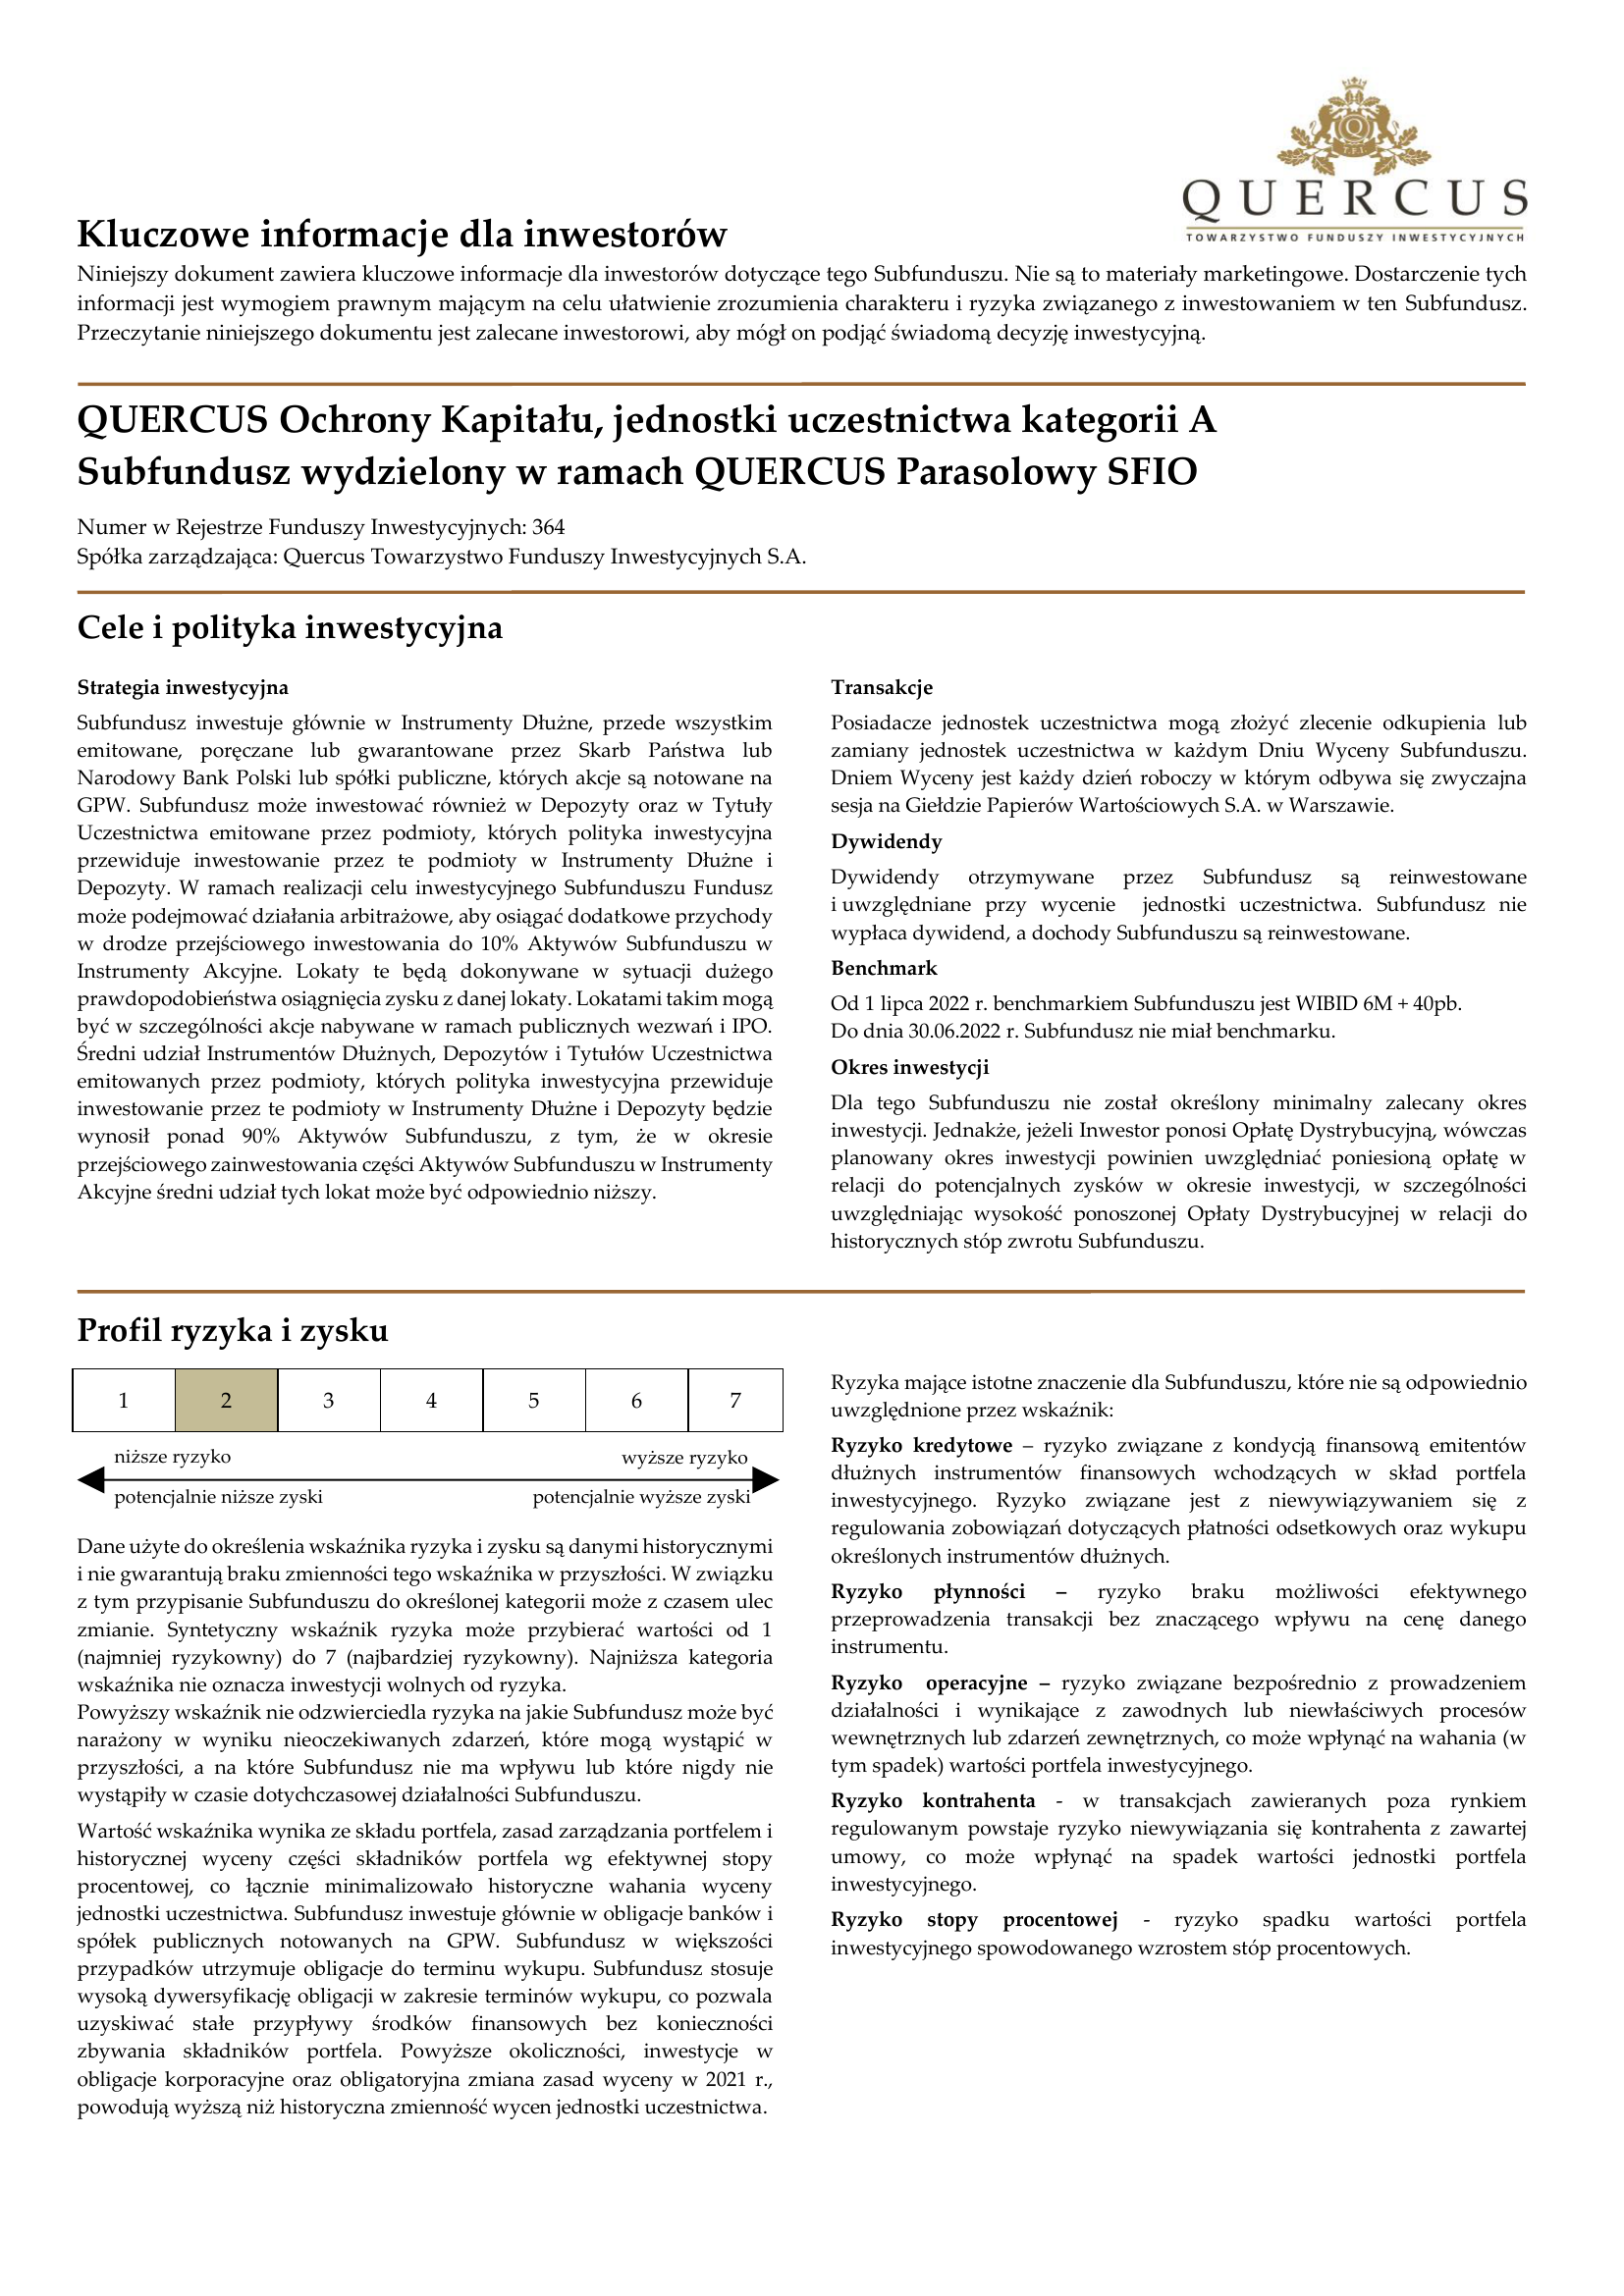 Q
T.F.I.
QUERCUS
TOWARZYSTWO FUNDUSZY INWESTYCYJNYCH
Kluczowe informacje dla inwestorów
Niniejszy dokument zawiera kluczowe informacje dla inwestorów dotyczące tego Subfunduszu. Nie są to materiały marketingowe. Dostarczenie tych
informacji jest wymogiem prawnym mającym na celu ułatwienie zrozumienia charakteru i ryzyka związanego z inwestowaniem w ten Subfundusz.
Przeczytanie niniejszego dokumentu jest zalecane inwestorowi, aby mógł on podjąć świadomą decyzję inwestycyjną.
QUERCUS Ochrony Kapitału, jednostki uczestnictwa kategorii A
Subfundusz wydzielony w ramach QUERCUS Parasolowy SFIO
Numer w Rejestrze Funduszy Inwestycyjnych: 364
Spółka zarządzająca: Quercus Towarzystwo Funduszy Inwestycyjnych S.A.
Cele i polityka inwestycyjna
Strategia inwestycyjna
Subfundusz inwestuje głównie w Instrumenty Dłużne, przede wszystkim
emitowane, poręczane lub gwarantowane przez Skarb Państwa lub
Narodowy Bank Polski lub spółki publiczne, których akcje są notowane na
GPW. Subfundusz może inwestować również w Depozyty oraz w Tytuły
Uczestnictwa emitowane przez podmioty, których polityka inwestycyjna
przewiduje inwestowanie przez te podmioty w Instrumenty Dłużne i
Depozyty. W ramach realizacji celu inwestycyjnego Subfunduszu Fundusz
może podejmować działania arbitrażowe, aby osiągać dodatkowe przychody
w drodze przejściowego inwestowania do 10% Aktywów Subfunduszu w
Instrumenty Akcyjne. Lokaty te będą dokonywane w sytuacji dużego
prawdopodobieństwa osiągnięcia zysku z danej lokaty. Lokatami takim mogą
być w szczególności akcje nabywane w ramach publicznych wezwań i IPO.
Średni udział Instrumentów Dłużnych, Depozytów i Tytułów Uczestnictwa
emitowanych przez podmioty, których polityka inwestycyjna przewiduje
inwestowanie przez te podmioty w Instrumenty Dłużne i Depozyty będzie
wynosił ponad 90% Aktywów Subfunduszu, z tym, że w okresie
przejściowego zainwestowania części Aktywów Subfunduszu w Instrumenty
Akcyjne średni udział tych lokat może być odpowiednio niższy.
Transakcje
Posiadacze jednostek uczestnictwa mogą złożyć zlecenie odkupienia lub
zamiany jednostek uczestnictwa w każdym Dniu Wyceny Subfunduszu.
Dniem Wyceny jest każdy dzień roboczy w którym odbywa się zwyczajna
sesja na Giełdzie Papierów Wartościowych S.A. w Warszawie.
Dywidendy
Dywidendy otrzymywane przez Subfundusz są reinwestowane
i uwzględniane przy wycenie jednostki uczestnictwa. Subfundusz nie
wypłaca dywidend, a dochody Subfunduszu są reinwestowane.
Benchmark
Od 1 lipca 2022 r. benchmarkiem Subfunduszu jest WIBID 6M + 40pb.
Do dnia 30.06.2022 r. Subfundusz nie miał benchmarku.
Okres inwestycji
Dla tego Subfunduszu nie został określony minimalny zalecany okres
inwestycji. Jednakże, jeżeli Inwestor ponosi Opłatę Dystrybucyjną, wówczas
planowany okres inwestycji powinien uwzględniać poniesioną opłatę w
relacji do potencjalnych zysków w okresie inwestycji, w szczególności
uwzględniając wysokość ponoszonej Opłaty Dystrybucyjnej w relacji do
historycznych stóp zwrotu Subfunduszu.
Profil ryzyka i zysku
1 2 3 4 5 6 7
niższe ryzyko wyższe ryzyko
potencjalnie niższe zyski potencjalnie wyższe zyski
Dane użyte do określenia wskaźnika ryzyka i zysku są danymi historycznymi
i nie gwarantują braku zmienności tego wskaźnika w przyszłości. W związku
z tym przypisanie Subfunduszu do określonej kategorii może z czasem ulec
zmianie. Syntetyczny wskaźnik ryzyka może przybierać wartości od 1
(najmniej ryzykowny) do 7 (najbardziej ryzykowny). Najniższa kategoria
wskaźnika nie oznacza inwestycji wolnych od ryzyka.
Powyższy wskaźnik nie odzwierciedla ryzyka na jakie Subfundusz może być
narażony w wyniku nieoczekiwanych zdarzeń, które mogą wystąpić w
przyszłości, a na które Subfundusz nie ma wpływu lub które nigdy nie
wystąpiły w czasie dotychczasowej działalności Subfunduszu.
Wartość wskaźnika wynika ze składu portfela, zasad zarządzania portfelem i
historycznej wyceny części składników portfela wg efektywnej stopy
procentowej, co łącznie minimalizowało historyczne wahania wyceny
jednostki uczestnictwa. Subfundusz inwestuje głównie w obligacje banków i
spółek publicznych notowanych na GPW. Subfundusz w większości
przypadków utrzymuje obligacje do terminu wykupu. Subfundusz stosuje
wysoką dywersyfikację obligacji w zakresie terminów wykupu, co pozwala
uzyskiwać stałe przypływy środków finansowych bez konieczności
zbywania składników portfela. Powyższe okoliczności, inwestycje w
obligacje korporacyjne oraz obligatoryjna zmiana zasad wyceny w 2021 r.,
powodują wyższą niż historyczna zmienność wycen jednostki uczestnictwa.
Ryzyka mające istotne znaczenie dla Subfunduszu, które nie są odpowiednio
uwzględnione przez wskaźnik:
Ryzyko kredytowe – ryzyko związane z kondycją finansową emitentów
dłużnych instrumentów finansowych wchodzących w skład portfela
inwestycyjnego. Ryzyko związane jest z niewywiązywaniem się z
regulowania zobowiązań dotyczących płatności odsetkowych oraz wykupu
określonych instrumentów dłużnych.
Ryzyko płynności – ryzyko braku możliwości efektywnego
przeprowadzenia transakcji bez znaczącego wpływu na cenę danego
instrumentu.
Ryzyko operacyjne – ryzyko związane bezpośrednio z prowadzeniem
działalności i wynikające z zawodnych lub niewłaściwych procesów
wewnętrznych lub zdarzeń zewnętrznych, co może wpłynąć na wahania (w
tym spadek) wartości portfela inwestycyjnego.
Ryzyko kontrahenta - w transakcjach zawieranych poza rynkiem
regulowanym powstaje ryzyko niewywiązania się kontrahenta z zawartej
umowy, co może wpłynąć na spadek wartości jednostki portfela
inwestycyjnego.
Ryzyko stopy procentowej - ryzyko spadku wartości portfela
inwestycyjnego spowodowanego wzrostem stóp procentowych.